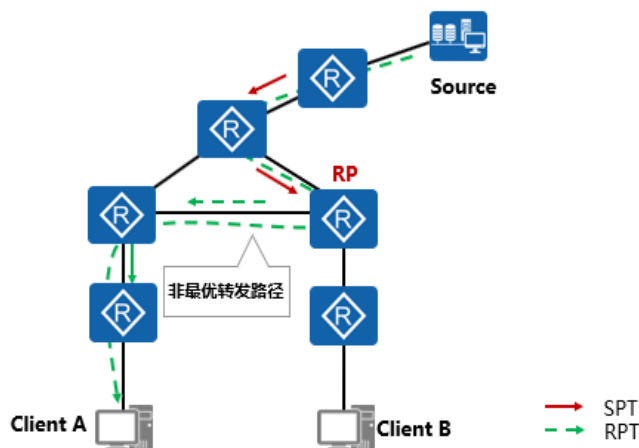 Source
R
R
RP
R
R
非最优转发路径
R
R
Client A
Client B
SPT
RPT